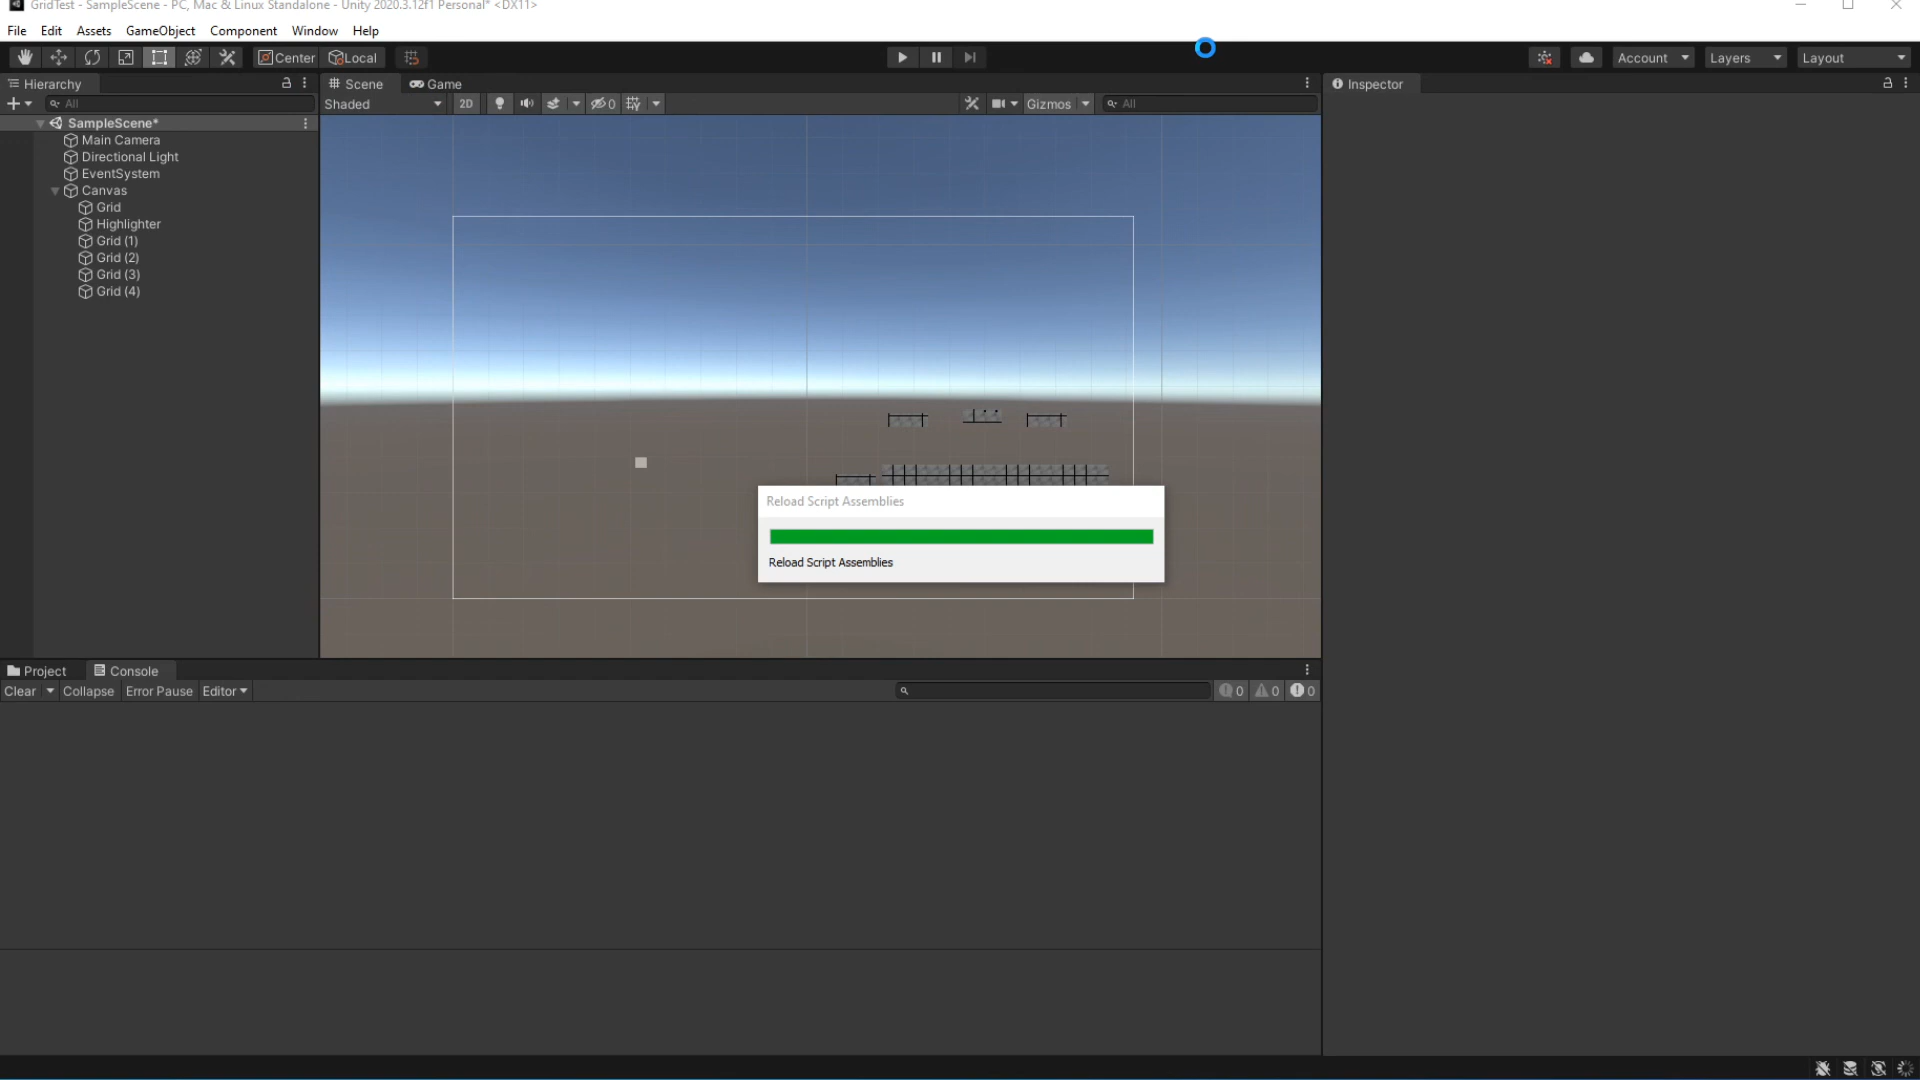 GridTest - SampleScene - PC, Mac & Linux Standalone - Unity 2020.3.12f1 Personal* <DX11>
File Edit Assets GameObject Component Window Help
Center Local Account Layers Layout
Hierarchy
Scene Game
Inspector
All
Shaded 2D 0 Gizmos All
SampleScene*
Main Camera
Directional Light
EventSystem
Canvas
Grid
Highlighter
Grid (1)
Grid (2)
Grid (3)
Grid (4)
Reload Script Assemblies
Reload Script Assemblies
Project Console
Clear Collapse Error Pause Editor 0 0 0